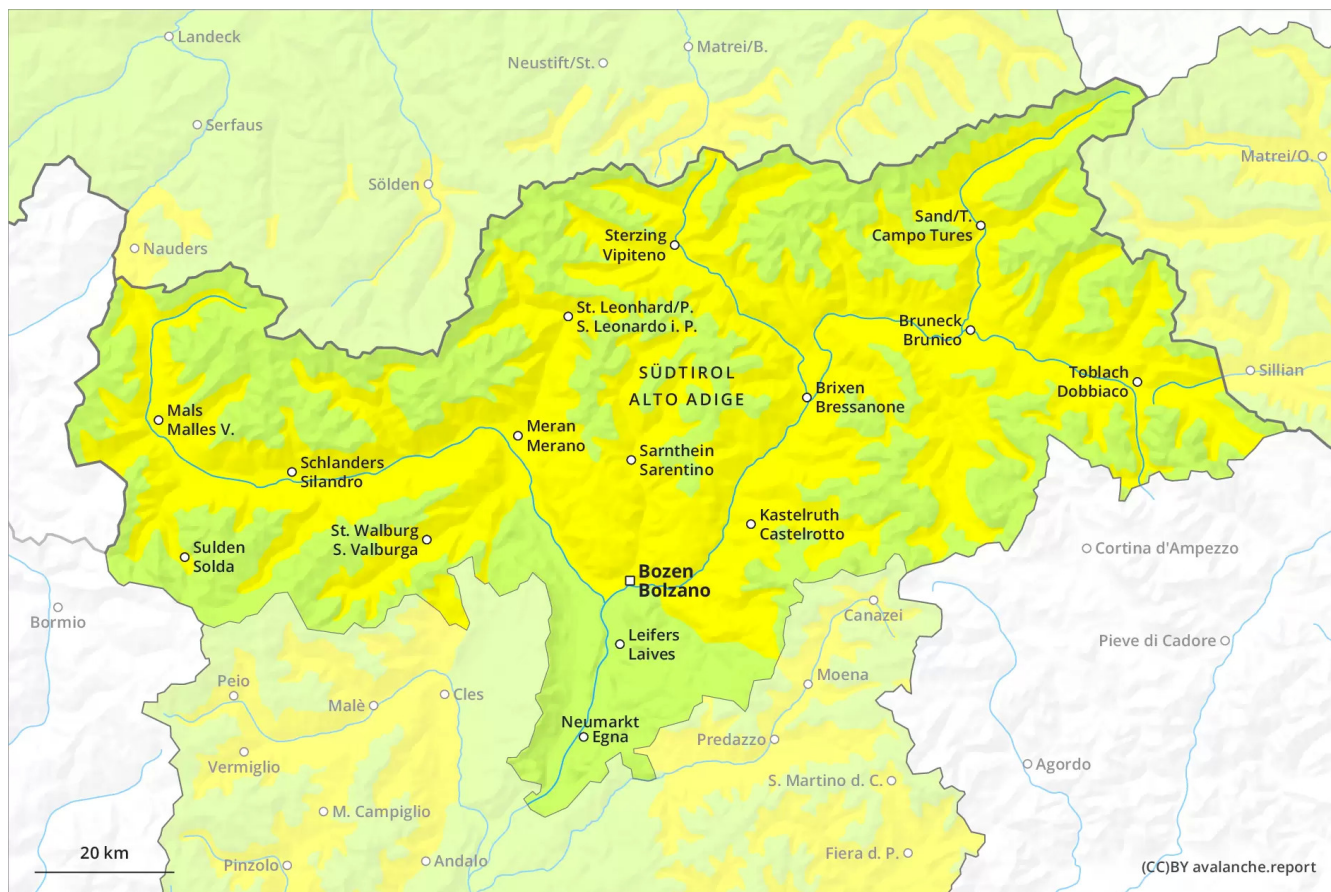 Landeck
Matrei/B.
Neustift/St.
Serfaus
Matrei/O.
Sölden
Sand/T.
Campo Tures
Sterzing
Vipiteno
Nauders
St. Leonhard/P.
S. Leonardo i. P.
Bruneck
Brunico
SÜDTIROL
ALTO ADIGE
Toblach
Dobbiaco
Sillian
Brixen
Bressanone
Mals
Malles V.
Meran
Merano
Sarnthein
Sarentino
Schlanders
Silandro
Kastelruth
Castelrotto
St. Walburg
S. Valburga
Sulden
Solda
Cortina d'Ampezzo
Bozen
Bolzano
Bormio
Canazei
Leifers
Laives
Pieve di Cadore
Peio
Moena
Cles
Malè
Neumarkt
Egna
Predazzo
Vermiglio
Agordo
S. Martino d. C.
M. Campiglio
20 km
Pinzolo
Andalo
Fiera d. P.
(CC)BY avalanche.report